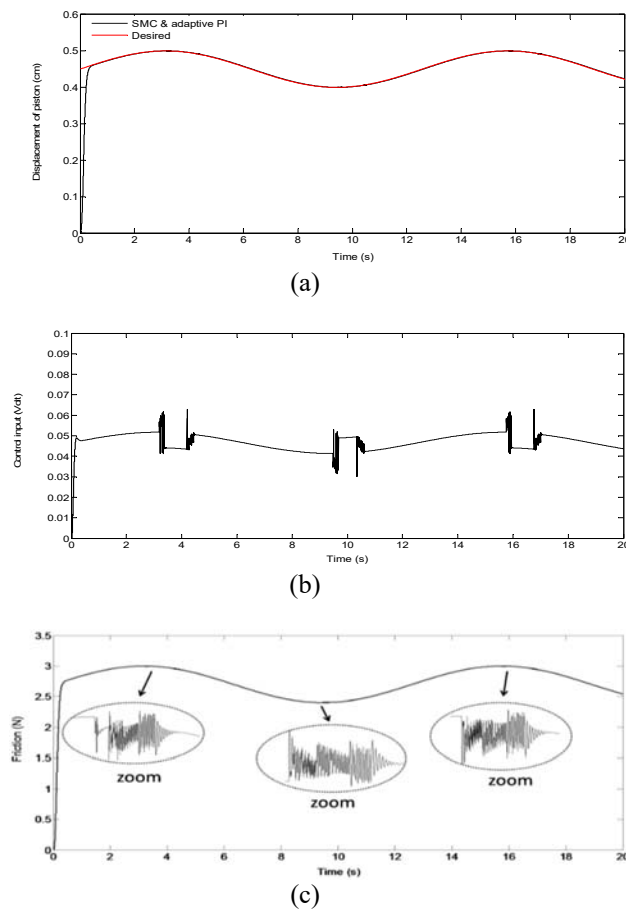 SMC & adaptive PI
Desired
0.6
0.5
0.4
0.3
0.2
0.1
0
Displacement of piston (cm)
0 2 4 6 8 10 12 14 16 18 20
Time (s)
(a)
0.1
0.09
0.08
0.07
0.06
0.05
0.04
0.03
0.02
0.01
0
Control input (Volt)
0 2 4 6 8 10 12 14 16 18 20
Time (s)
(b)
3.5
3
2.5
2
1.5
1
0.5
0
Friction (N)
zoom
zoom
zoom
0 2 4 6 8 10 12 14 16 18 20
Time (s)
(c)